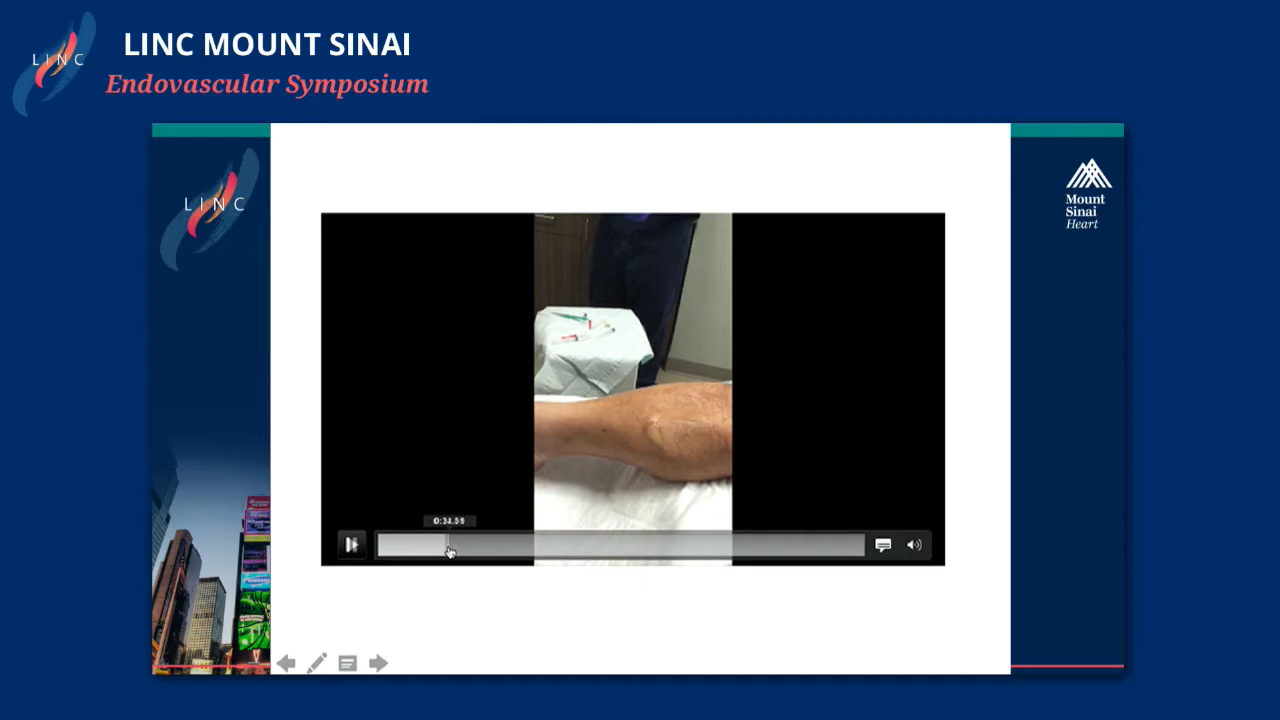 LINC
LINC MOUNT SINAI
Endovascular Symposium
LINC
Mount
Sinai
Heart